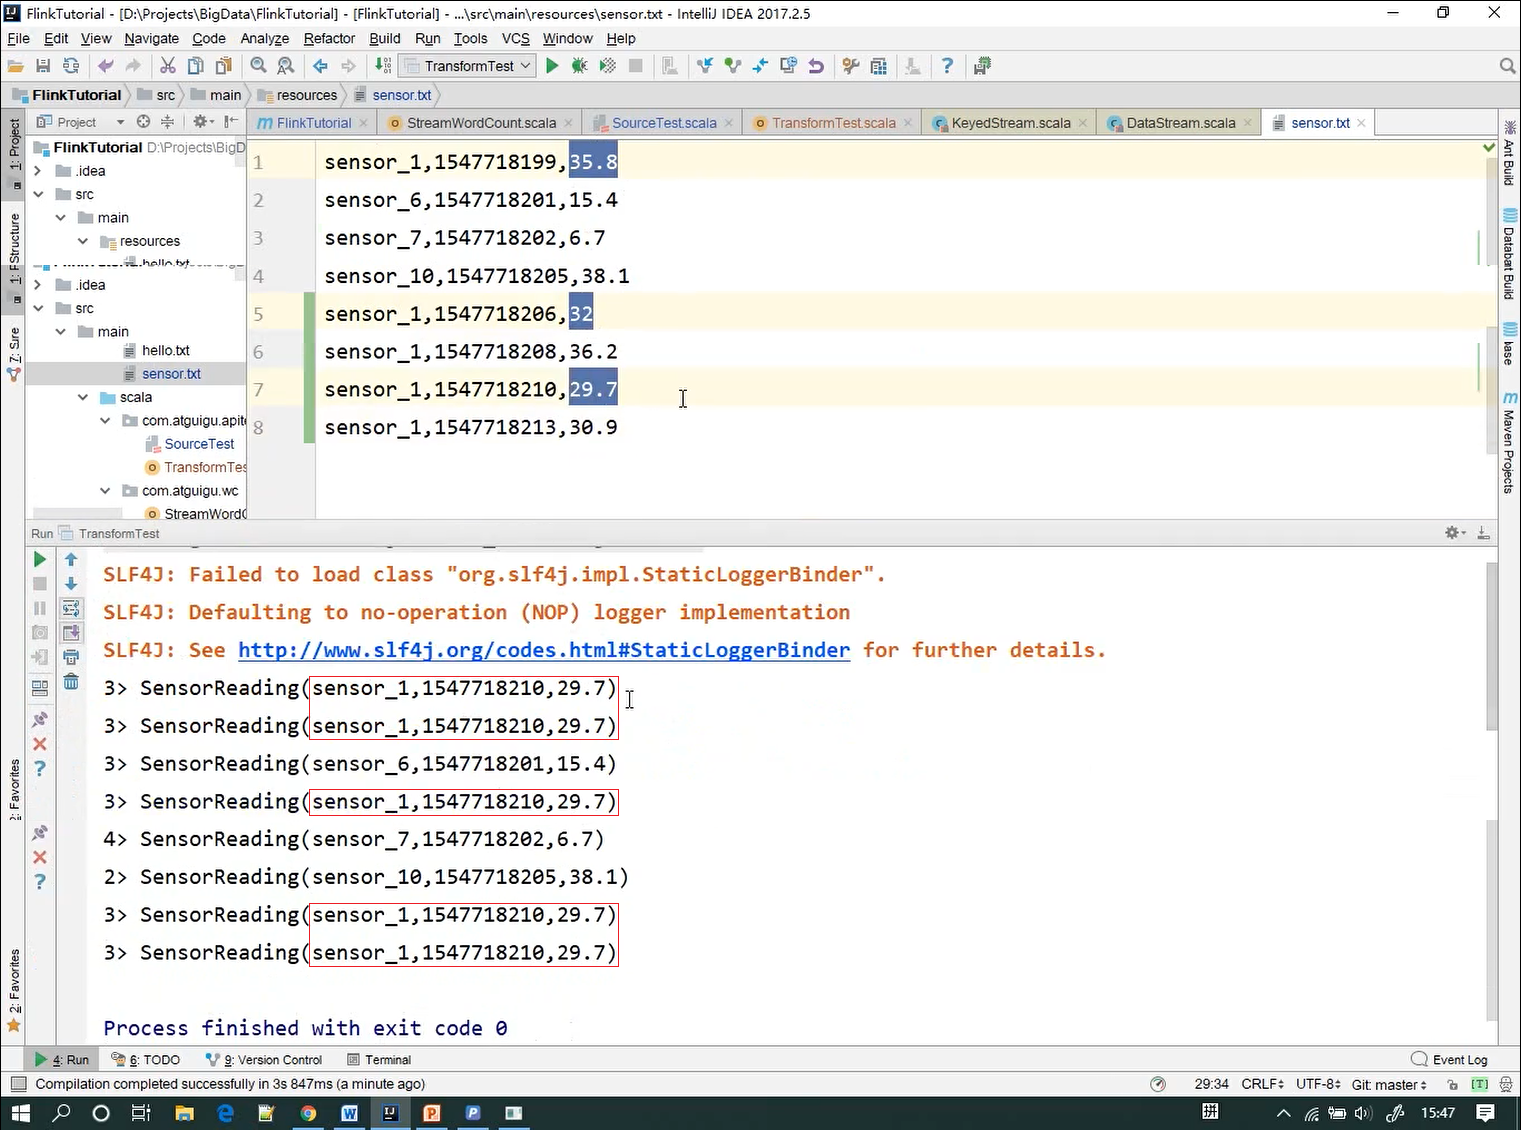 FlinkTutorial - [D:\Projects\BigData\FlinkTutorial] - [FlinkTutorial] - ...\src\main\resources\sensor.txt - IntelliJ IDEA 2017.2.5
File Edit View Navigate Code Analyze Refactor Build Run Tools VCS Window Help
TransformTest
FlinkTutorial src main resources sensor.txt
Project
FlinkTutorial StreamWordCount.scala SourceTest.scala TransformTest.scala KeyedStream.scala DataStream.scala sensor.txt
FlinkTutorial D:\Projects\BigD
.idea
src
main
resources
hello.txt
.idea
src
main
hello.txt
sensor.txt
scala
com.atguigu.apite
SourceTest
TransformTes
com.atguigu.wc
StreamWordC
1: Project
Structure
2: Favorites
2: Favorites
1 sensor_1,1547718199,35.8
2 sensor_6,1547718201,15.4
3 sensor_7,1547718202,6.7
4 sensor_10,1547718205,38.1
5 sensor_1,1547718206,32
6 sensor_1,1547718208,36.2
7 sensor_1,1547718210,29.7
8 sensor_1,1547718213,30.9
Ant Build
Build
Maven Projects
Run TransformTest
SLF4J: Failed to load class "org.slf4j.impl.StaticLoggerBinder".
SLF4J: Defaulting to no-operation (NOP) logger implementation
SLF4J: See http://www.slf4j.org/codes.html#StaticLoggerBinder for further details.
3> SensorReading(sensor_1,1547718210,29.7)
3> SensorReading(sensor_1,1547718210,29.7)
3> SensorReading(sensor_6,1547718201,15.4)
3> SensorReading(sensor_1,1547718210,29.7)
4> SensorReading(sensor_7,1547718202,6.7)
2> SensorReading(sensor_10,1547718205,38.1)
3> SensorReading(sensor_1,1547718210,29.7)
3> SensorReading(sensor_1,1547718210,29.7)
Process finished with exit code 0
4: Run 6: TODO 9: Version Control Terminal Event Log
Compilation completed successfully in 3s 847ms (a minute ago) 29:34 CRLF UTF-8 Git: master
拼 15:47